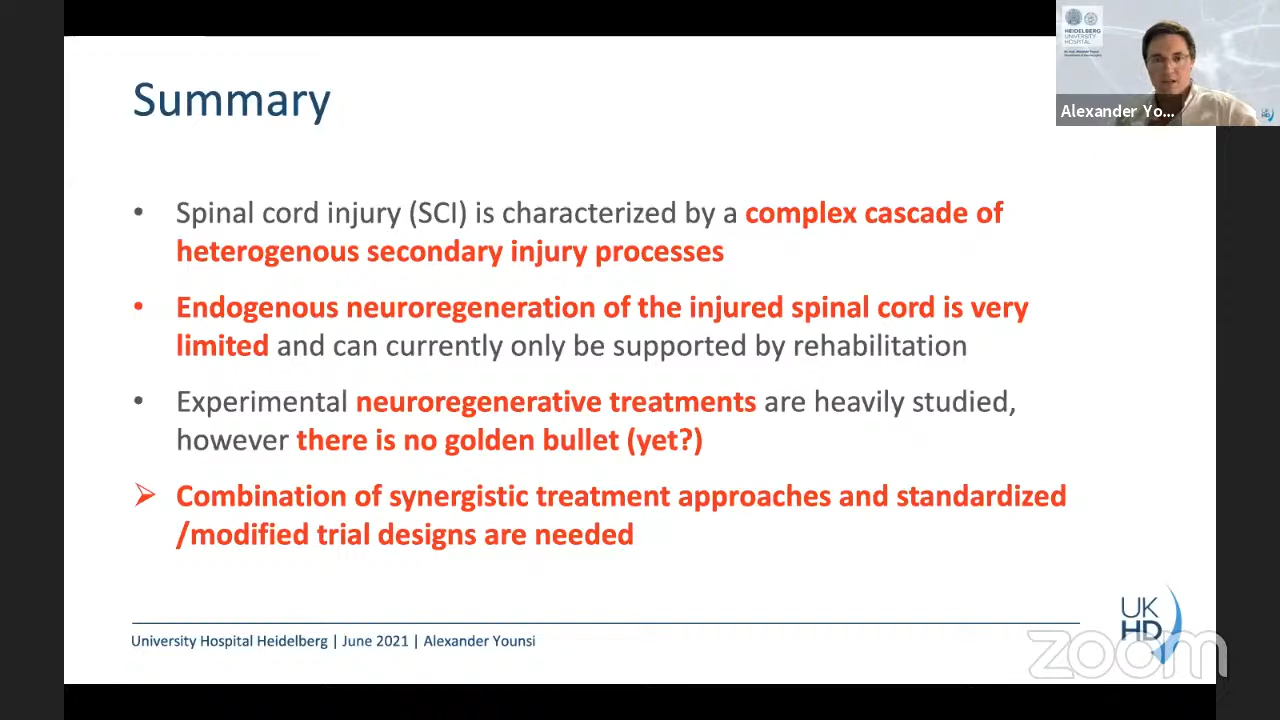 Summary
• Spinal cord injury (SCI) is characterized by a complex cascade of
heterogenous secondary injury processes
• Endogenous neuroregeneration of the injured spinal cord is very
limited and can currently only be supported by rehabilitation
• Experimental neuroregenerative treatments are heavily studied,
however there is no golden bullet (yet?)
➢ Combination of synergistic treatment approaches and standardized
/modified trial designs are needed
University Hospital Heidelberg | June 2021 | Alexander Younsi
UK
HD
zoom
HEIDELBERG
UNIVERSITY
HOSPITAL
Alexander Yo...